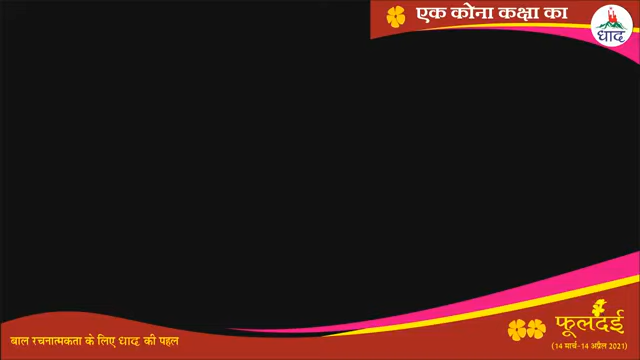 एक कोना कक्षा का
धाद
फूलदेई
बाल रचनात्मकता के लिए धाद की पहल
(14 मार्च-14 अप्रैल 2021)